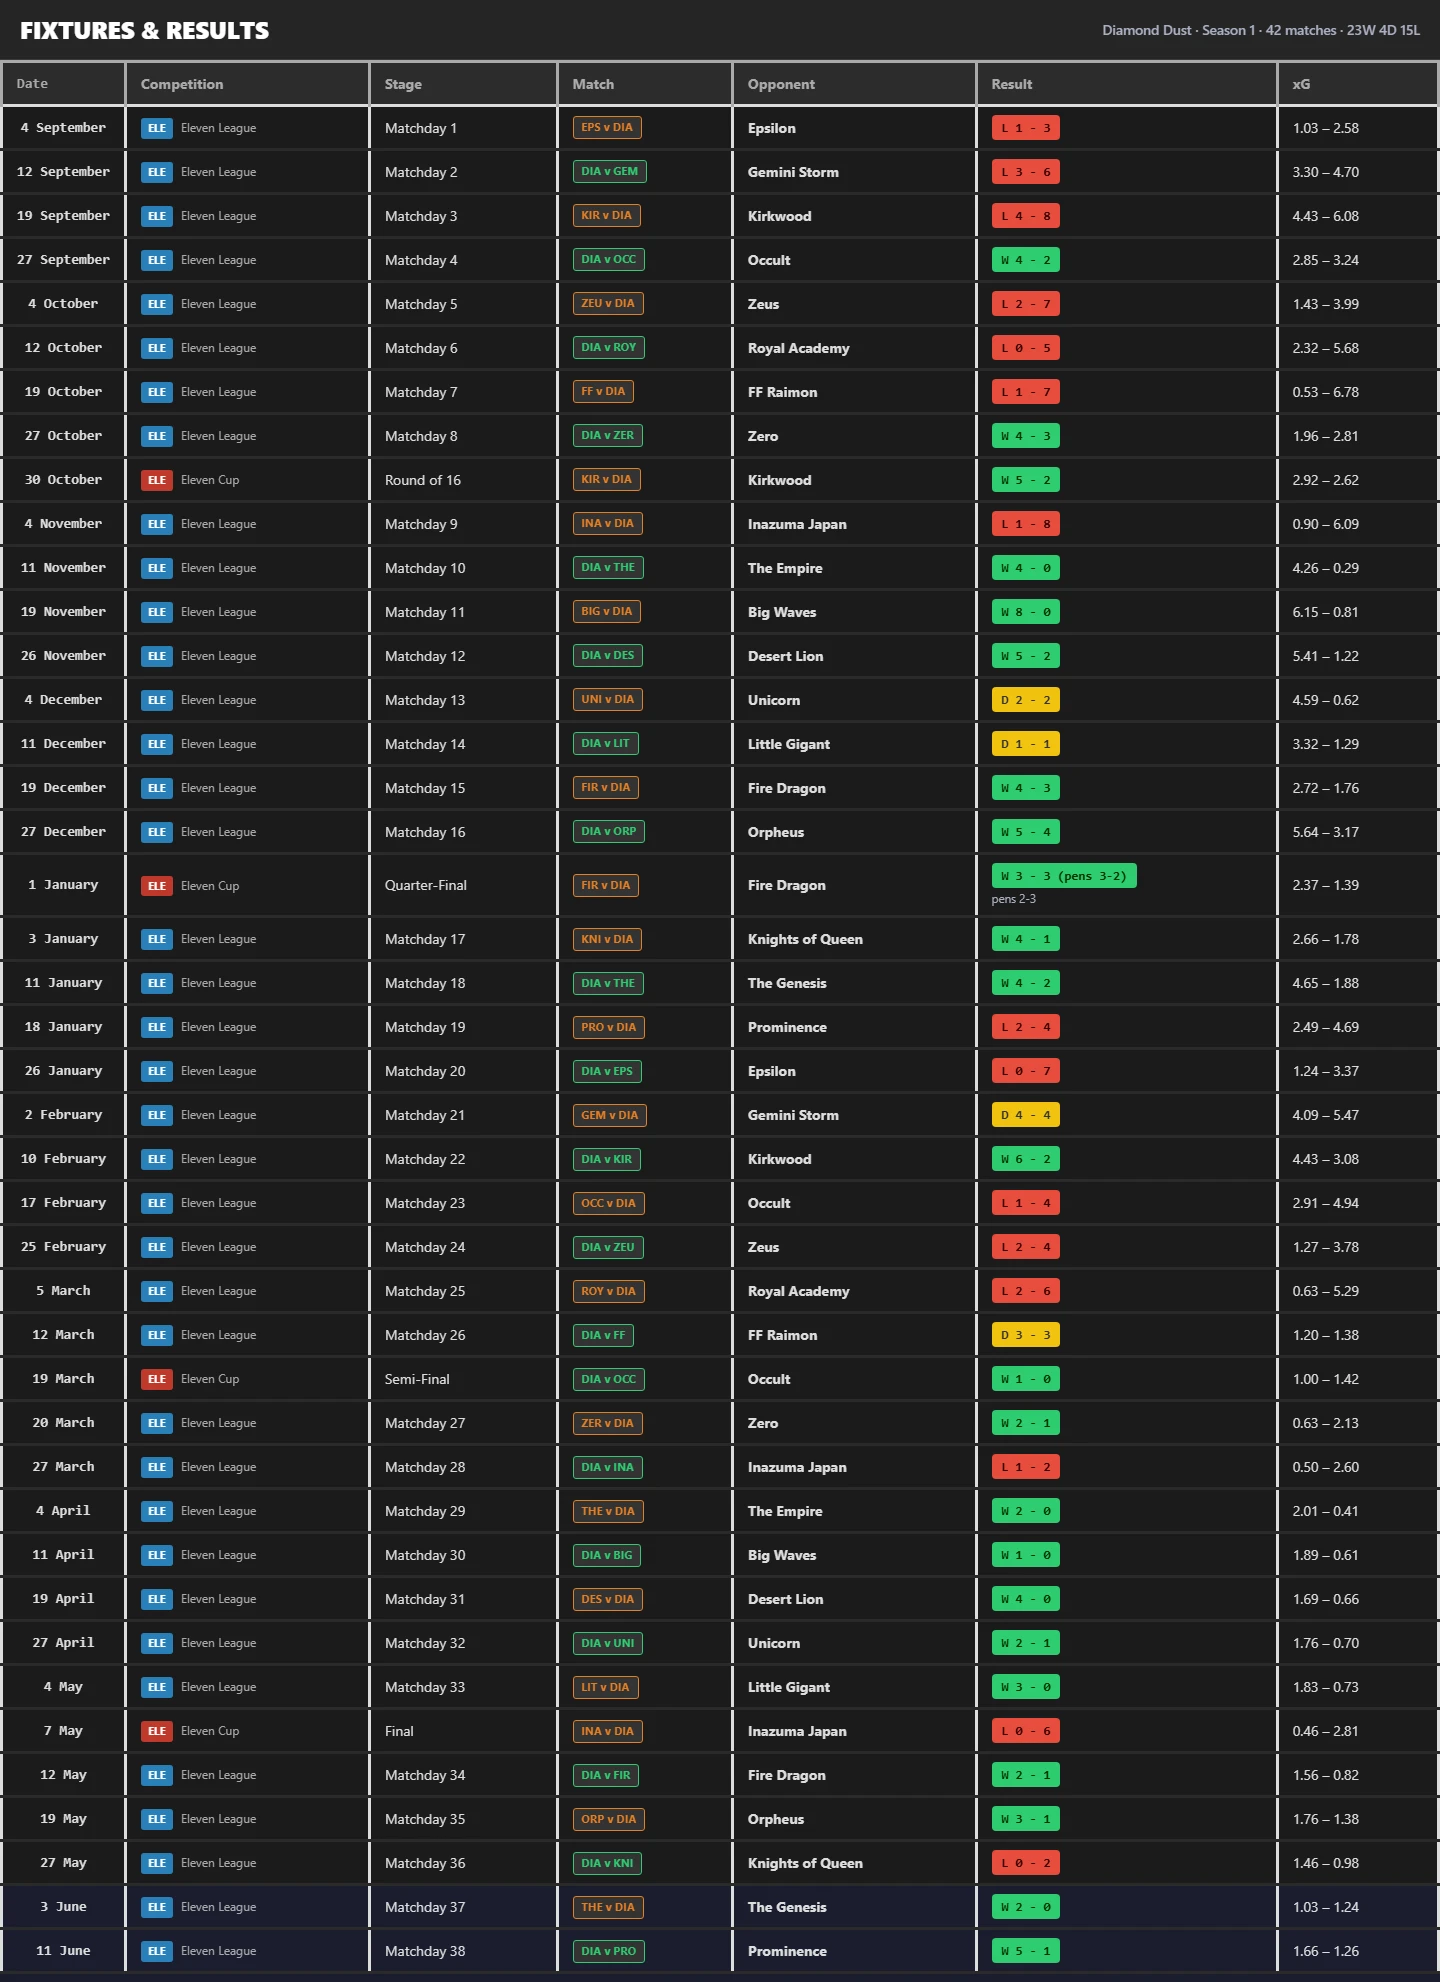 FIXTURES & RESULTS
Diamond Dust · Season 1 · 42 matches · 23W 4D 15L
Date Competition Stage Match Opponent Result xG
4 September ELE Eleven League Matchday 1 EPS v DIA Epsilon L 1 - 3 1.03 – 2.58
12 September ELE Eleven League Matchday 2 DIA v GEM Gemini Storm L 3 - 6 3.30 – 4.70
19 September ELE Eleven League Matchday 3 KIR v DIA Kirkwood L 4 - 8 4.43 – 6.08
27 September ELE Eleven League Matchday 4 DIA v OCC Occult W 4 - 2 2.85 – 3.24
4 October ELE Eleven League Matchday 5 ZEU v DIA Zeus L 2 - 7 1.43 – 3.99
12 October ELE Eleven League Matchday 6 DIA v ROY Royal Academy L 0 - 5 2.32 – 5.68
19 October ELE Eleven League Matchday 7 FF v DIA FF Raimon L 1 - 7 0.53 – 6.78
27 October ELE Eleven League Matchday 8 DIA v ZER Zero W 4 - 3 1.96 – 2.81
30 October ELE Eleven Cup Round of 16 KIR v DIA Kirkwood W 5 - 2 2.92 – 2.62
4 November ELE Eleven League Matchday 9 INA v DIA Inazuma Japan L 1 - 8 0.90 – 6.09
11 November ELE Eleven League Matchday 10 DIA v THE The Empire W 4 - 0 4.26 – 0.29
19 November ELE Eleven League Matchday 11 BIG v DIA Big Waves W 8 - 0 6.15 – 0.81
26 November ELE Eleven League Matchday 12 DIA v DES Desert Lion W 5 - 2 5.41 – 1.22
4 December ELE Eleven League Matchday 13 UNI v DIA Unicorn D 2 - 2 4.59 – 0.62
11 December ELE Eleven League Matchday 14 DIA v LIT Little Gigant D 1 - 1 3.32 – 1.29
19 December ELE Eleven League Matchday 15 FIR v DIA Fire Dragon W 4 - 3 2.72 – 1.76
27 December ELE Eleven League Matchday 16 DIA v ORP Orpheus W 5 - 4 5.64 – 3.17
1 January ELE Eleven Cup Quarter-Final FIR v DIA Fire Dragon W 3 - 3 (pens 3-2) 2.37 – 1.39
pens 2-3
3 January ELE Eleven League Matchday 17 KNI v DIA Knights of Queen W 4 - 1 2.66 – 1.78
11 January ELE Eleven League Matchday 18 DIA v THE The Genesis W 4 - 2 4.65 – 1.88
18 January ELE Eleven League Matchday 19 PRO v DIA Prominence L 2 - 4 2.49 – 4.69
26 January ELE Eleven League Matchday 20 DIA v EPS Epsilon L 0 - 7 1.24 – 3.37
2 February ELE Eleven League Matchday 21 GEM v DIA Gemini Storm D 4 - 4 4.09 – 5.47
10 February ELE Eleven League Matchday 22 DIA v KIR Kirkwood W 6 - 2 4.43 – 3.08
17 February ELE Eleven League Matchday 23 OCC v DIA Occult L 1 - 4 2.91 – 4.94
25 February ELE Eleven League Matchday 24 DIA v ZEU Zeus L 2 - 4 1.27 – 3.78
5 March ELE Eleven League Matchday 25 ROY v DIA Royal Academy L 2 - 6 0.63 – 5.29
12 March ELE Eleven League Matchday 26 DIA v FF FF Raimon D 3 - 3 1.20 – 1.38
19 March ELE Eleven Cup Semi-Final DIA v OCC Occult W 1 - 0 1.00 – 1.42
20 March ELE Eleven League Matchday 27 ZER v DIA Zero W 2 - 1 0.63 – 2.13
27 March ELE Eleven League Matchday 28 DIA v INA Inazuma Japan L 1 - 2 0.50 – 2.60
4 April ELE Eleven League Matchday 29 THE v DIA The Empire W 2 - 0 2.01 – 0.41
11 April ELE Eleven League Matchday 30 DIA v BIG Big Waves W 1 - 0 1.89 – 0.61
19 April ELE Eleven League Matchday 31 DES v DIA Desert Lion W 4 - 0 1.69 – 0.66
27 April ELE Eleven League Matchday 32 DIA v UNI Unicorn W 2 - 1 1.76 – 0.70
4 May ELE Eleven League Matchday 33 LIT v DIA Little Gigant W 3 - 0 1.83 – 0.73
7 May ELE Eleven Cup Final INA v DIA Inazuma Japan L 0 - 6 0.46 – 2.81
12 May ELE Eleven League Matchday 34 DIA v FIR Fire Dragon W 2 - 1 1.56 – 0.82
19 May ELE Eleven League Matchday 35 ORP v DIA Orpheus W 3 - 1 1.76 – 1.38
27 May ELE Eleven League Matchday 36 DIA v KNI Knights of Queen L 0 - 2 1.46 – 0.98
3 June ELE Eleven League Matchday 37 THE v DIA The Genesis W 2 - 0 1.03 – 1.24
11 June ELE Eleven League Matchday 38 DIA v PRO Prominence W 5 - 1 1.66 – 1.26